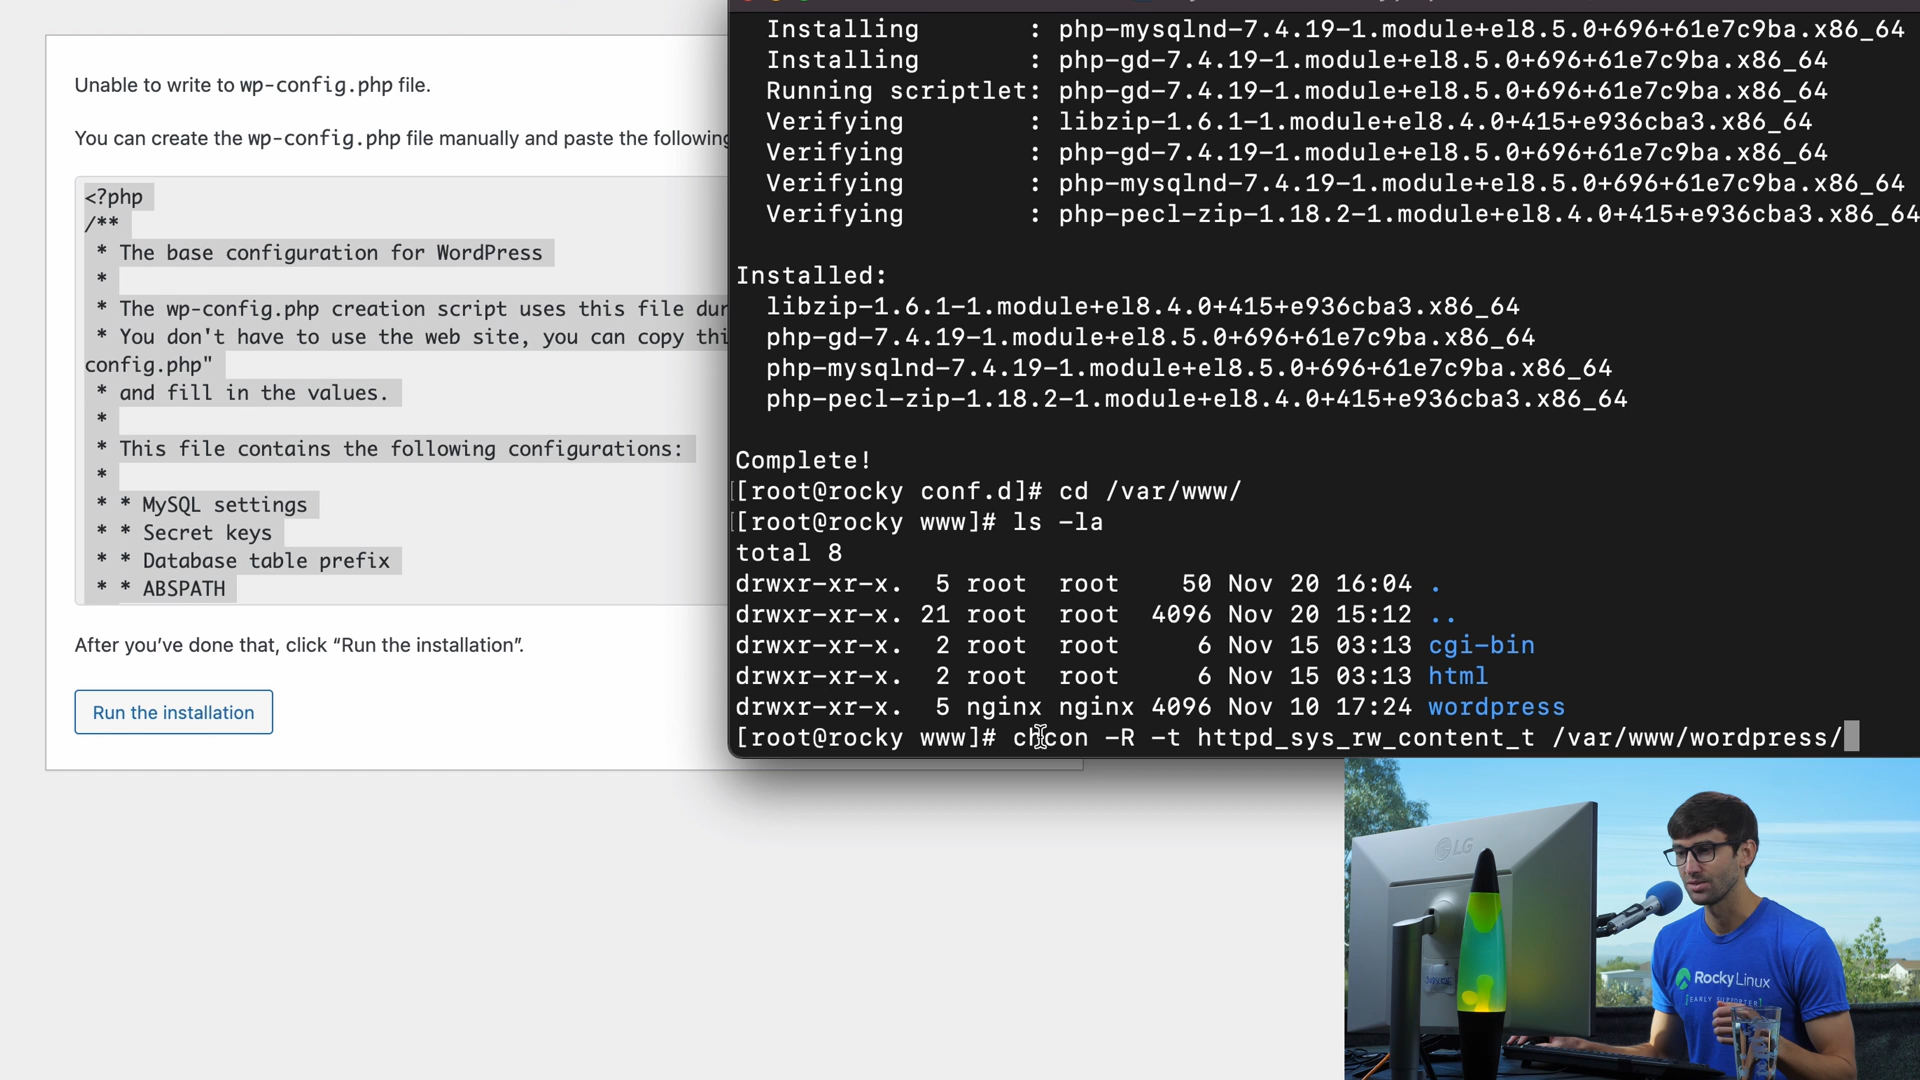 Unable to write to wp-config.php file.
You can create the wp-config.php file manually and paste the following
<?php
/**
* The base configuration for WordPress
*
* The wp-config.php creation script uses this file dur
* You don't have to use the web site, you can copy thi
config.php"
* and fill in the values.
*
* This file contains the following configurations:
*
* * MySQL settings
* * Secret keys
* * Database table prefix
* * ABSPATH
After you’ve done that, click “Run the installation”.
Run the installation
Installing : php-mysqlnd-7.4.19-1.module+el8.5.0+696+61e7c9ba.x86_64
Installing : php-gd-7.4.19-1.module+el8.5.0+696+61e7c9ba.x86_64
Running scriptlet: php-gd-7.4.19-1.module+el8.5.0+696+61e7c9ba.x86_64
Verifying : libzip-1.6.1-1.module+el8.4.0+415+e936cba3.x86_64
Verifying : php-gd-7.4.19-1.module+el8.5.0+696+61e7c9ba.x86_64
Verifying : php-mysqlnd-7.4.19-1.module+el8.5.0+696+61e7c9ba.x86_64
Verifying : php-pecl-zip-1.18.2-1.module+el8.4.0+415+e936cba3.x86_64
Installed:
libzip-1.6.1-1.module+el8.4.0+415+e936cba3.x86_64
php-gd-7.4.19-1.module+el8.5.0+696+61e7c9ba.x86_64
php-mysqlnd-7.4.19-1.module+el8.5.0+696+61e7c9ba.x86_64
php-pecl-zip-1.18.2-1.module+el8.4.0+415+e936cba3.x86_64
Complete!
[root@rocky conf.d]# cd /var/www/
[root@rocky www]# ls -la
total 8
drwxr-xr-x. 5 root root 50 Nov 20 16:04 .
drwxr-xr-x. 21 root root 4096 Nov 20 15:12 ..
drwxr-xr-x. 2 root root 6 Nov 15 03:13 cgi-bin
drwxr-xr-x. 2 root root 6 Nov 15 03:13 html
drwxr-xr-x. 5 nginx nginx 4096 Nov 10 17:24 wordpress
[root@rocky www]# chcon -R -t httpd_sys_rw_content_t /var/www/wordpress/
LG
Rocky Linux
[EARLY SUPPORTER]